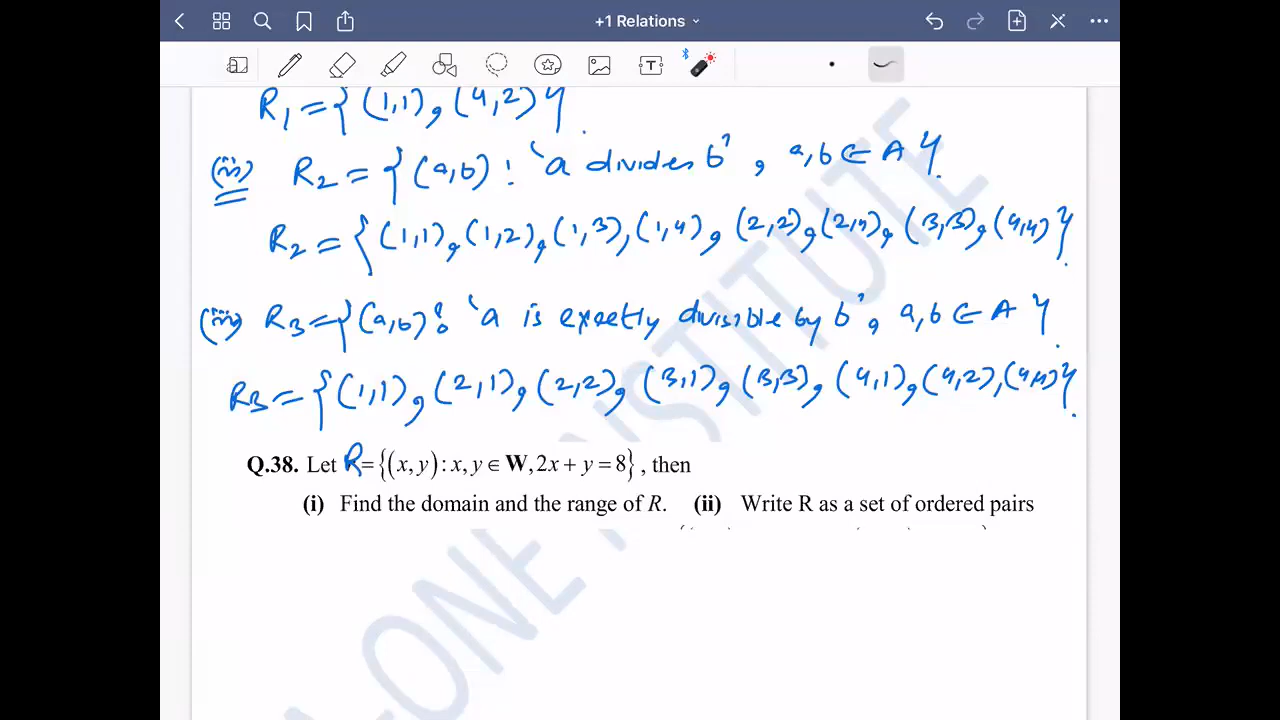 +1 Relations
R1 = {(1,1), (4,2)}.
(ii) R2 = {(a,b) : 'a divides b', a,b ∈ A}.
R2 = {(1,1), (1,2), (1,3), (1,4), (2,2), (2,4), (3,3), (4,4)}.
(iii) R3 = {(a,b) : 'a is exactly divisible by b', a,b ∈ A}.
R3 = {(1,1), (2,1), (2,2), (3,1), (3,3), (4,1), (4,2), (4,4)}.
Q.38. Let R = {(x, y) : x, y ∈ W, 2x + y = 8}, then
(i) Find the domain and the range of R. (ii) Write R as a set of ordered pairs
A-ONE INSTITUTE